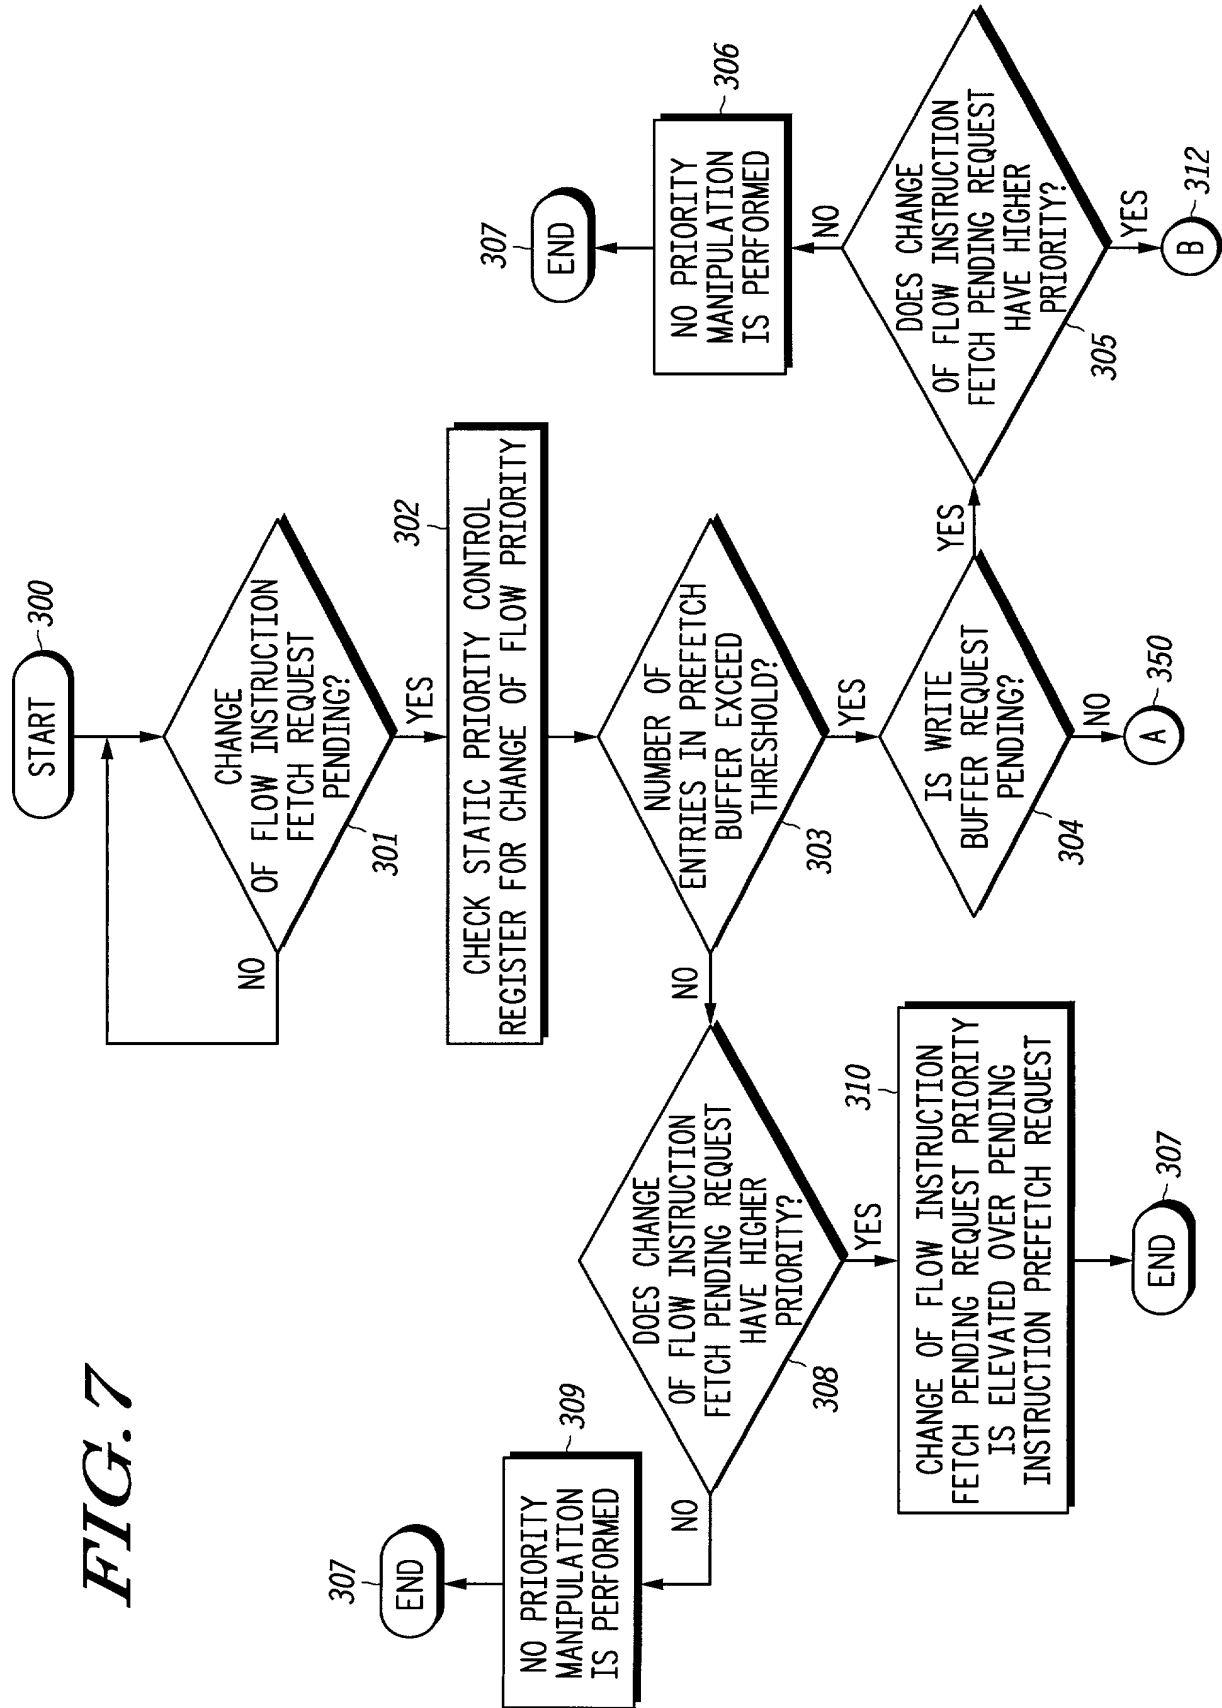 FIG.7
START
300
CHANGE
OF FLOW INSTRUCTION
FETCH REQUEST
PENDING?
301
NO
YES
302
CHECK STATIC PRIORITY CONTROL
REGISTER FOR CHANGE OF FLOW PRIORITY
NUMBER OF
ENTRIES IN PREFETCH
BUFFER EXCEED
THRESHOLD?
303
NO
YES
IS WRITE
BUFFER REQUEST
PENDING?
304
YES
NO
A
350
DOES CHANGE
OF FLOW INSTRUCTION
FETCH PENDING REQUEST
HAVE HIGHER
PRIORITY?
305
NO
YES
B
312
NO PRIORITY
MANIPULATION
IS PERFORMED
306
END
307
DOES CHANGE
OF FLOW INSTRUCTION
FETCH PENDING REQUEST
HAVE HIGHER
PRIORITY?
308
NO
YES
NO PRIORITY
MANIPULATION
IS PERFORMED
309
END
307
310
CHANGE OF FLOW INSTRUCTION
FETCH PENDING REQUEST PRIORITY
IS ELEVATED OVER PENDING
INSTRUCTION PREFETCH REQUEST
END
307